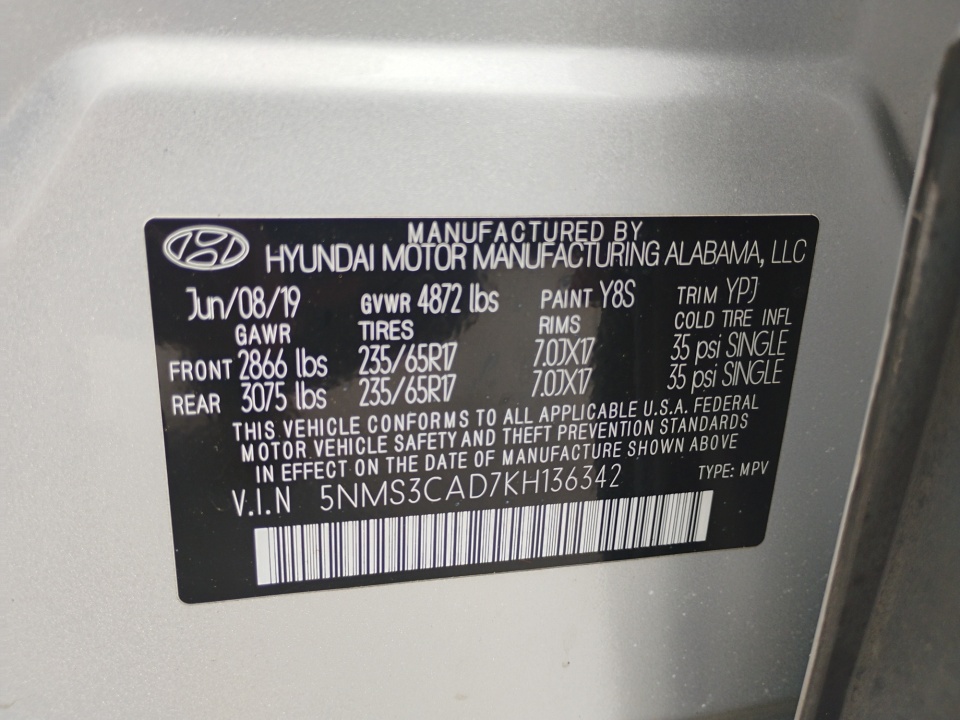 MANUFACTURED BY
HYUNDAI MOTOR MANUFACTURING ALABAMA, LLC
Jun/08/19 GVWR 4872 lbs PAINT Y8S TRIM YPJ
GAWR TIRES RIMS COLD TIRE INFL
FRONT 2866 lbs 235/65R17 7.0JX17 35 psi SINGLE
REAR 3075 lbs 235/65R17 7.0JX17 35 psi SINGLE
THIS VEHICLE CONFORMS TO ALL APPLICABLE U.S.A. FEDERAL
MOTOR VEHICLE SAFETY AND THEFT PREVENTION STANDARDS
IN EFFECT ON THE DATE OF MANUFACTURE SHOWN ABOVE
V.I.N 5NMS3CAD7KH136342 TYPE: MPV